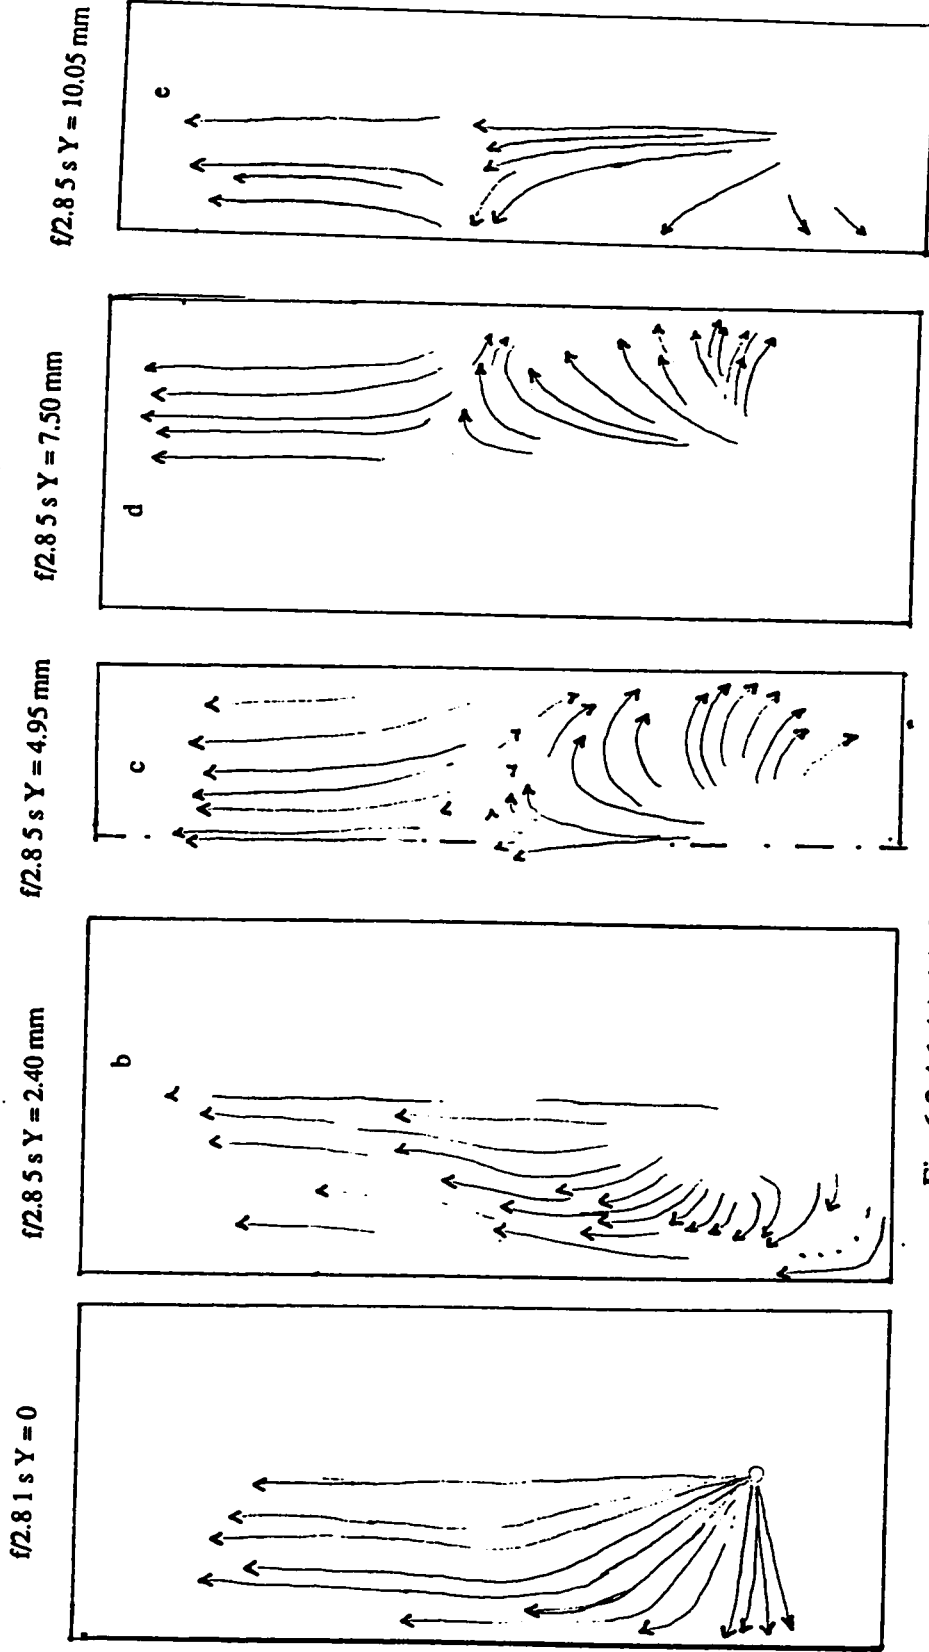 f/2.8 1 s Y = 0
f/2.8 5 s Y = 2.40 mm
b
f/2.8 5 s Y = 4.95 mm
c
f/2.8 5 s Y = 7.50 mm
d
f/2.8 5 s Y = 10.05 mm
e